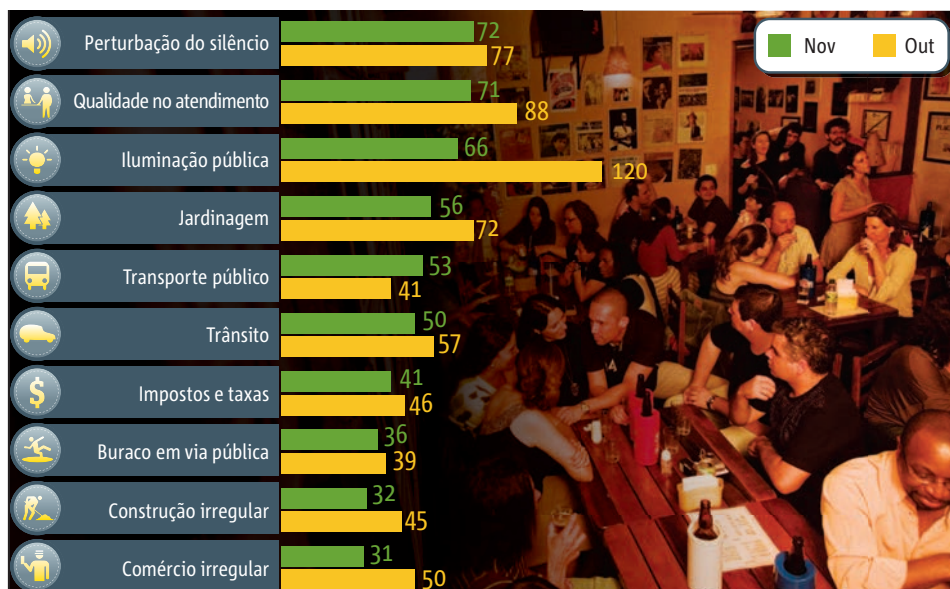 Nov
Out
Perturbação do silêncio
72
77
Qualidade no atendimento
71
88
Iluminação pública
66
120
Jardinagem
56
72
Transporte público
53
41
Trânsito
50
57
Impostos e taxas
41
46
Buraco em via pública
36
39
Construção irregular
32
45
Comércio irregular
31
50